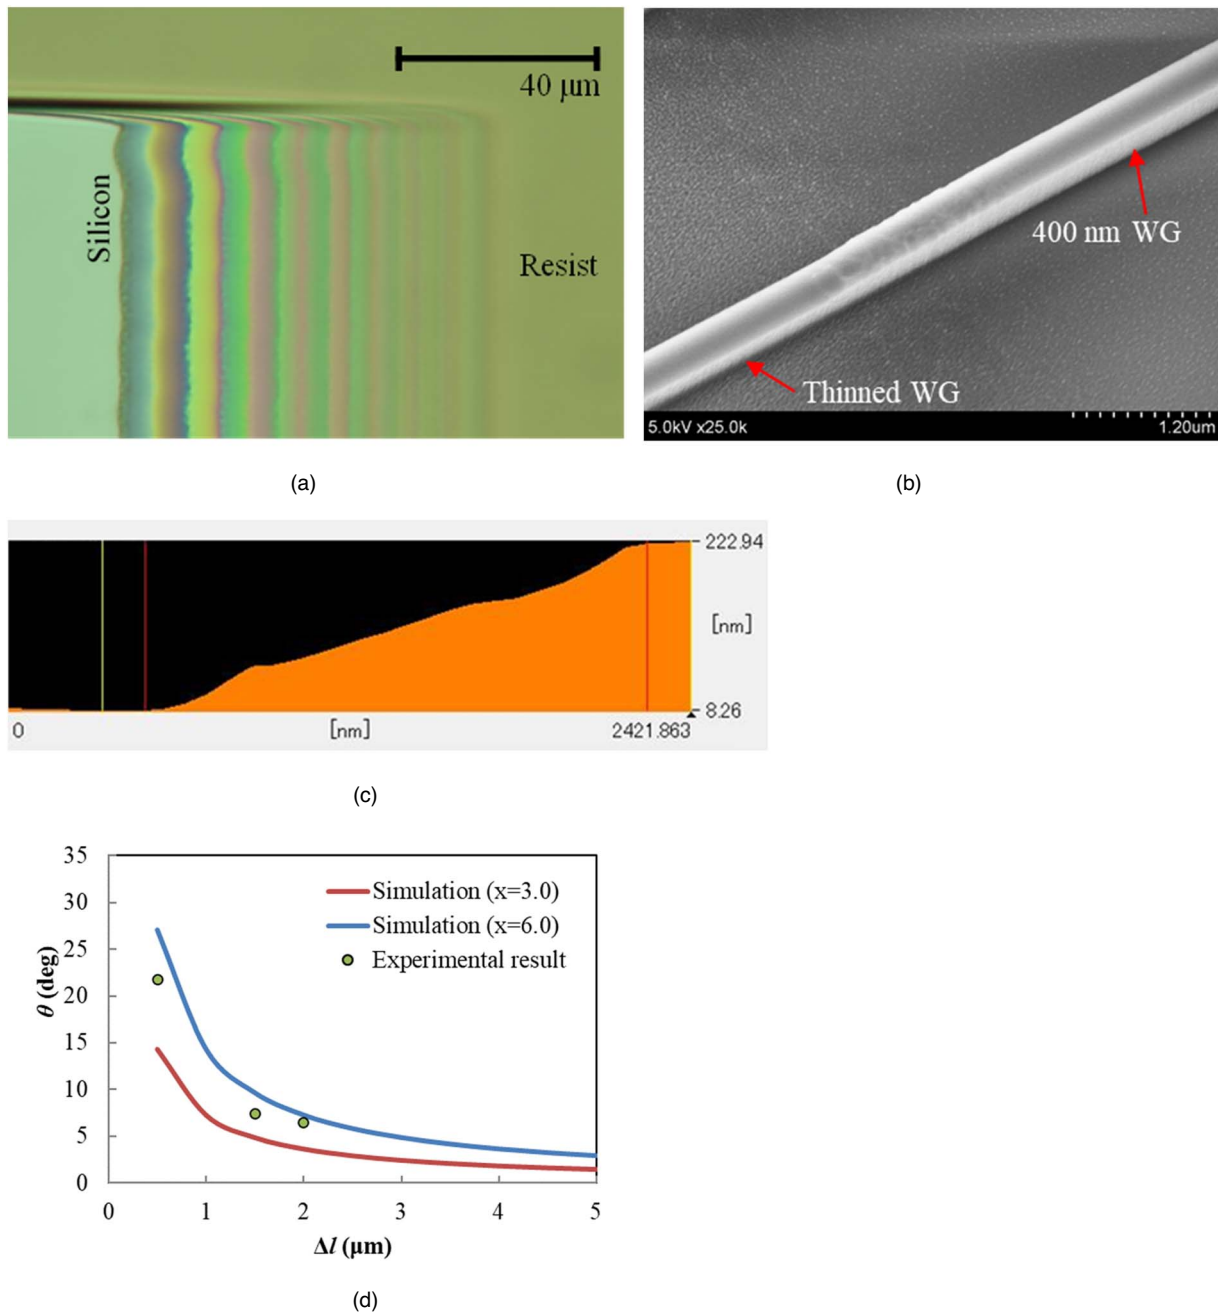 40 μm
Silicon
Resist
(a)
400 nm WG
Thinned WG
5.0kV x25.0k
1.20um
(b)
222.94
[nm]
8.26
0
[nm]
2421.863
(c)
35
30
25
20
15
10
5
0
θ (deg)
Simulation (x=3.0)
Simulation (x=6.0)
Experimental result
0 1 2 3 4 5
Δl (μm)
(d)